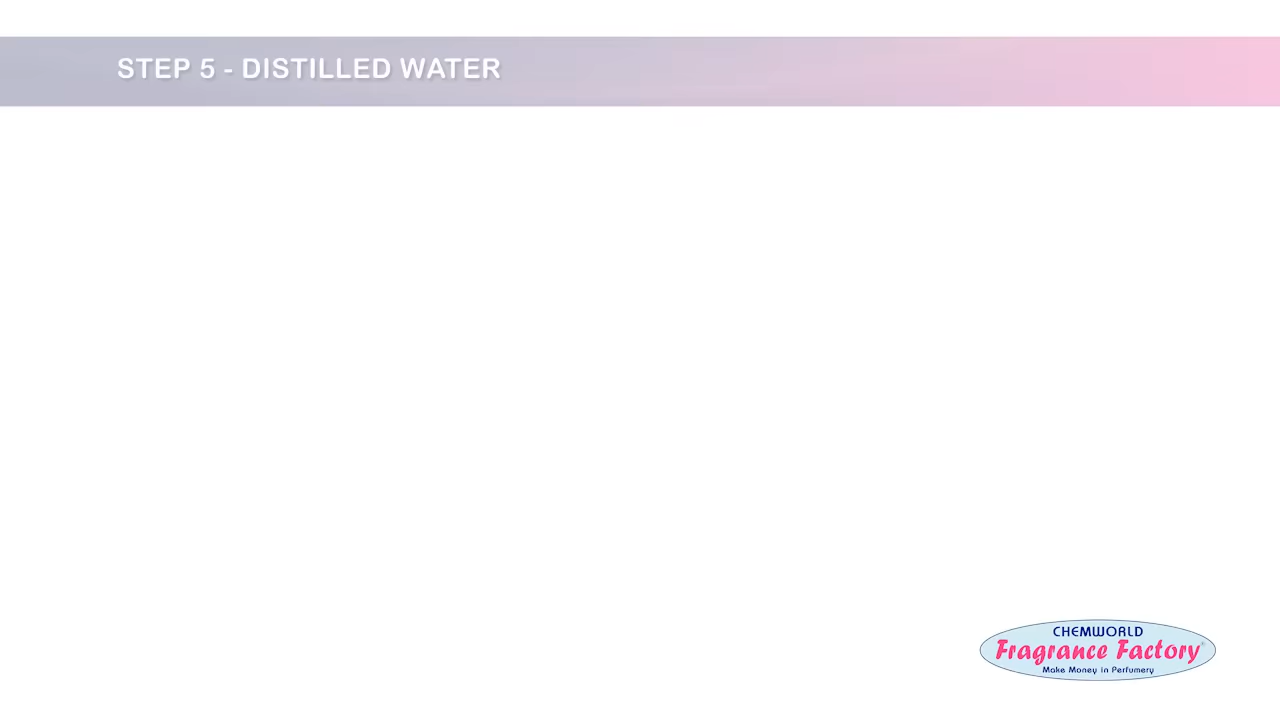 STEP 5 - DISTILLED WATER
CHEMWORLD
Fragrance Factory®
Make Money in Perfumery